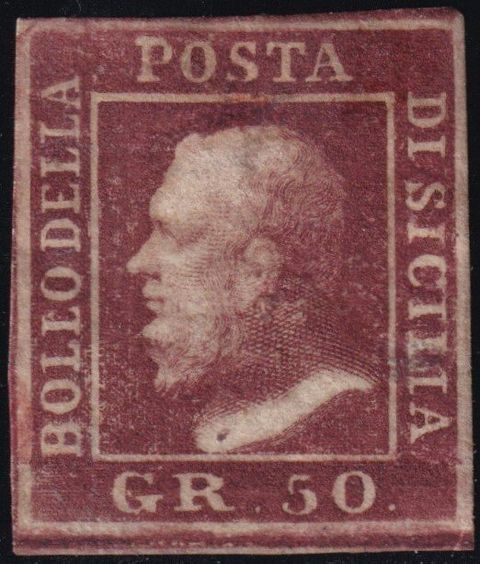 BOLLO DELLA
POSTA
DI SICILIA
GR. 50.